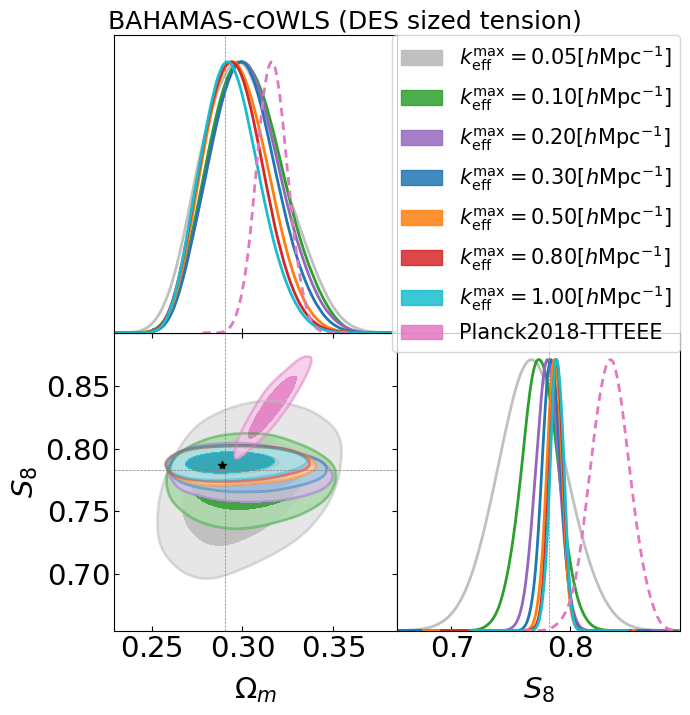 BAHAMAS-cOWLS (DES sized tension)
k_eff^max = 0.05[hMpc⁻¹]
k_eff^max = 0.10[hMpc⁻¹]
k_eff^max = 0.20[hMpc⁻¹]
k_eff^max = 0.30[hMpc⁻¹]
k_eff^max = 0.50[hMpc⁻¹]
k_eff^max = 0.80[hMpc⁻¹]
k_eff^max = 1.00[hMpc⁻¹]
Planck2018-TTTEEE
0.85
0.80
0.75
0.70
S₈
0.25 0.30 0.35
Ωₘ
0.7 0.8
S₈